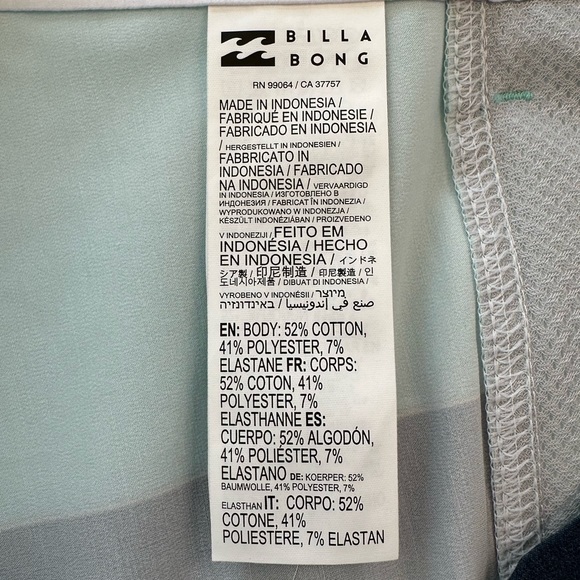 BILLA
BONG
RN 99064 / CA 37757
MADE IN INDONESIA /
FABRIQUÉ EN INDONESIE /
FABRICADO EN INDONESIA
/ HERGESTELLT IN INDONESIEN /
FABBRICATO IN
INDONESIA / FABRICADO
NA INDONESIA / VERVAARDIGD
IN INDONESIA / ИЗГОТОВЛЕНО В
ИНДОНЕЗИЯ / FABRICAT ÎN INDONEZIA /
WYPRODUKOWANO W INDONEZJA /
KÉSZÜLT INDONÉZIÁBAN / PROIZVEDENO
V INDONEZIJI / FEITO EM
INDONÉSIA / HECHO
EN INDONESIA / インドネ
シア製 / 印尼制造 / 印尼製造 / 인
도네시아제품 / DIBUAT DI INDONESIA /
VYROBENO V INDONÉSII / מיוצר
באינדונזיה / صنع في إندونيسيا
EN: BODY: 52% COTTON,
41% POLYESTER, 7%
ELASTANE FR: CORPS:
52% COTON, 41%
POLYESTER, 7%
ELASTHANNE ES:
CUERPO: 52% ALGODÓN,
41% POLIÉSTER, 7%
ELASTANO DE: KOERPER: 52%
BAUMWOLLE, 41% POLYESTER, 7%
ELASTHAN IT: CORPO: 52%
COTONE, 41%
POLIESTERE, 7% ELASTAN